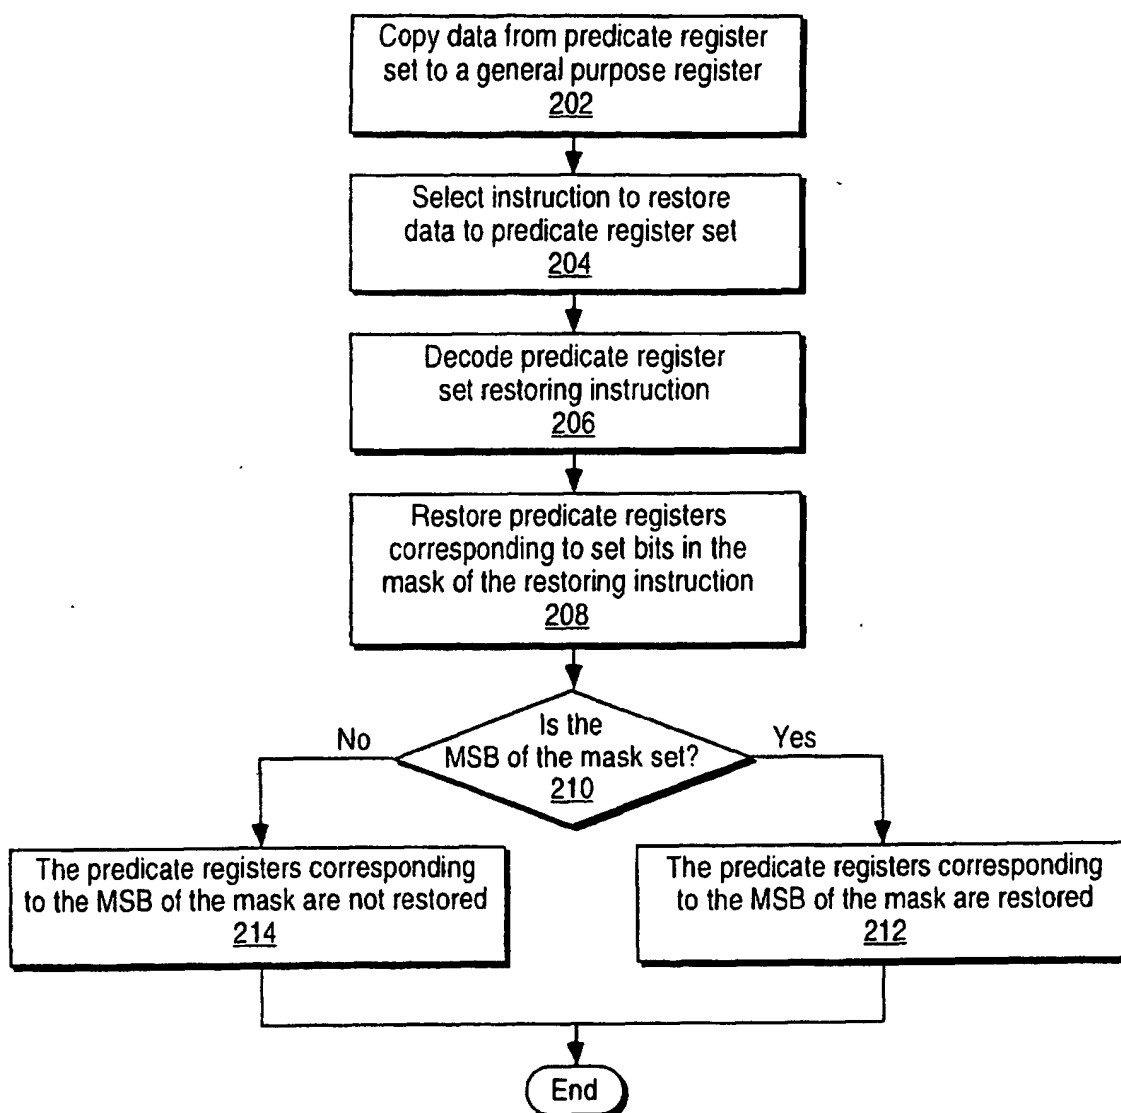 Copy data from predicate register
set to a general purpose register
202
Select instruction to restore
data to predicate register set
204
Decode predicate register
set restoring instruction
206
Restore predicate registers
corresponding to set bits in the
mask of the restoring instruction
208
Is the
MSB of the mask set?
210
No
Yes
The predicate registers corresponding
to the MSB of the mask are not restored
214
The predicate registers corresponding
to the MSB of the mask are restored
212
End